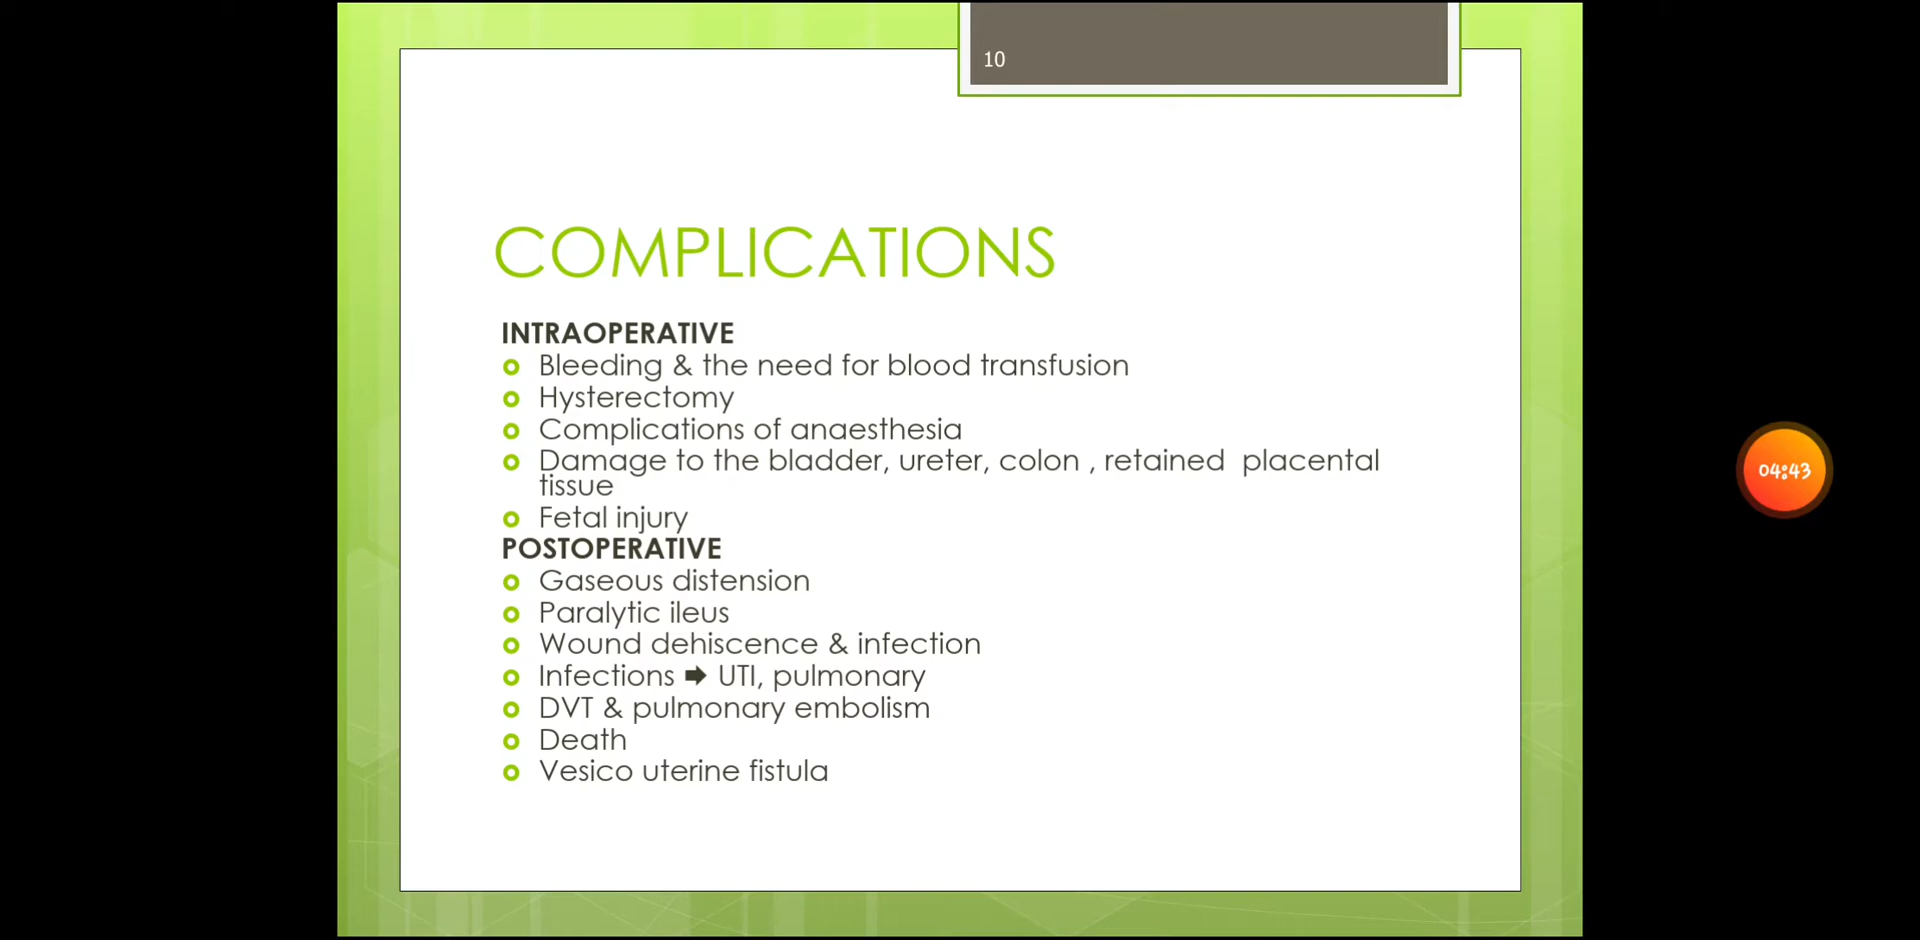 10
COMPLICATIONS
INTRAOPERATIVE
Bleeding & the need for blood transfusion
Hysterectomy
Complications of anaesthesia
Damage to the bladder, ureter, colon , retained placental
tissue
Fetal injury
POSTOPERATIVE
Gaseous distension
Paralytic ileus
Wound dehiscence & infection
Infections ➡ UTI, pulmonary
DVT & pulmonary embolism
Death
Vesico uterine fistula
04:43